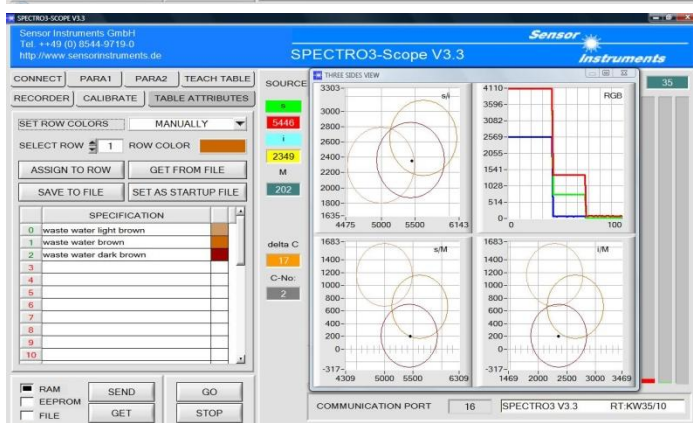 SPECTRO3-SCOPE V3.3
Sensor Instruments GmbH
Tel. ++49 (0) 8544-9719-0
http://www.sensorinstruments.de
SPECTRO3-Scope V3.3
Sensor
Instruments
CONNECT PARA1 PARA2 TEACH TABLE
RECORDER CALIBRATE TABLE ATTRIBUTES
SET ROW COLORS MANUALLY
SELECT ROW 1 ROW COLOR
ASSIGN TO ROW GET FROM FILE
SAVE TO FILE SET AS STARTUP FILE
SPECIFICATION
0 waste water light brown
1 waste water brown
2 waste water dark brown
3
4
5
6
7
8
9
10
RAM
EEPROM
FILE
SEND GO
GET STOP
SOURCE
s
5446
i
2349
M
202
delta C
17
C-No:
2
THREE SIDES VIEW
35
s/i
3303
3000
2800
2600
2400
2200
2000
1800
1635
4475 5000 5500 6143
RGB
4110
3596
3082
2569
2055
1541
1028
514
0
0 100
s/M
1683
1400
1200
1000
800
600
400
200
0
-317
4309 5000 5500 6309
i/M
1683
1400
1200
1000
800
600
400
200
0
-317
1469 2000 2500 3000 3469
COMMUNICATION PORT 16 SPECTRO3 V3.3 RT:KW35/10